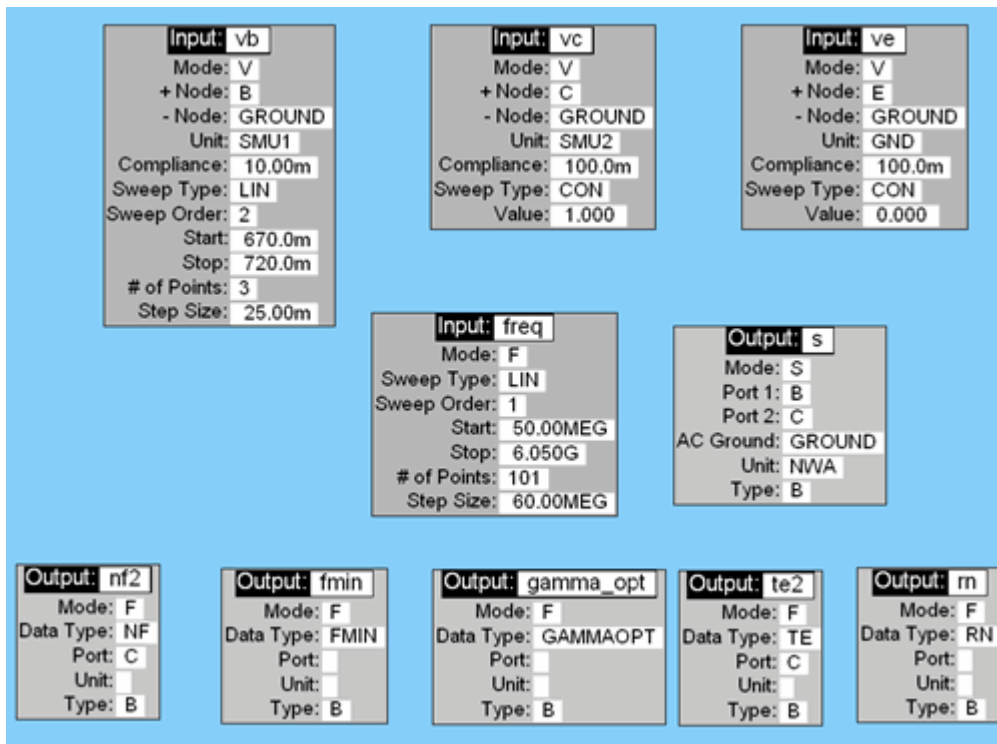 Input: vb
Mode: V
+ Node: B
- Node: GROUND
Unit: SMU1
Compliance: 10.00m
Sweep Type: LIN
Sweep Order: 2
Start: 670.0m
Stop: 720.0m
# of Points: 3
Step Size: 25.00m
Input: vc
Mode: V
+ Node: C
- Node: GROUND
Unit: SMU2
Compliance: 100.0m
Sweep Type: CON
Value: 1.000
Input: ve
Mode: V
+ Node: E
- Node: GROUND
Unit: GND
Compliance: 100.0m
Sweep Type: CON
Value: 0.000
Input: freq
Mode: F
Sweep Type: LIN
Sweep Order: 1
Start: 50.00MEG
Stop: 6.050G
# of Points: 101
Step Size: 60.00MEG
Output: s
Mode: S
Port 1: B
Port 2: C
AC Ground: GROUND
Unit: NWA
Type: B
Output: nf2
Mode: F
Data Type: NF
Port: C
Unit:
Type: B
Output: fmin
Mode: F
Data Type: FMIN
Port:
Unit:
Type: B
Output: gamma_opt
Mode: F
Data Type: GAMMAOPT
Port:
Unit:
Type: B
Output: te2
Mode: F
Data Type: TE
Port: C
Unit:
Type: B
Output: rn
Mode: F
Data Type: RN
Port:
Unit:
Type: B